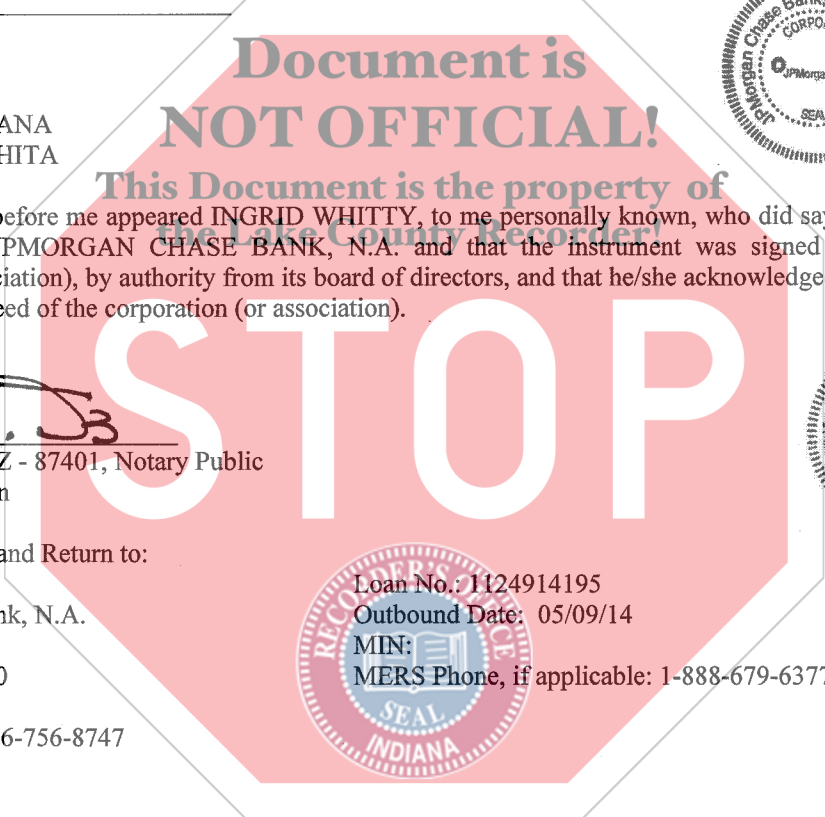 Document is
NOT OFFICIAL!
This Document is the property of
the Lake County Recorder!
JPMorgan Chase Bank
CORPO
JPMorga
SEAL
ANA
HITA
before me appeared INGRID WHITTY, to me personally known, who did say
JPMORGAN CHASE BANK, N.A. and that the instrument was signed
ciation), by authority from its board of directors, and that he/she acknowledge
eed of the corporation (or association).
STOP
Z - 87401, Notary Public
n
and Return to:
nk, N.A.
0
6-756-8747
Loan No.: 1124914195
Outbound Date: 05/09/14
MIN:
MERS Phone, if applicable: 1-888-679-6377
RECORDER'S OFFICE
SEAL
INDIANA